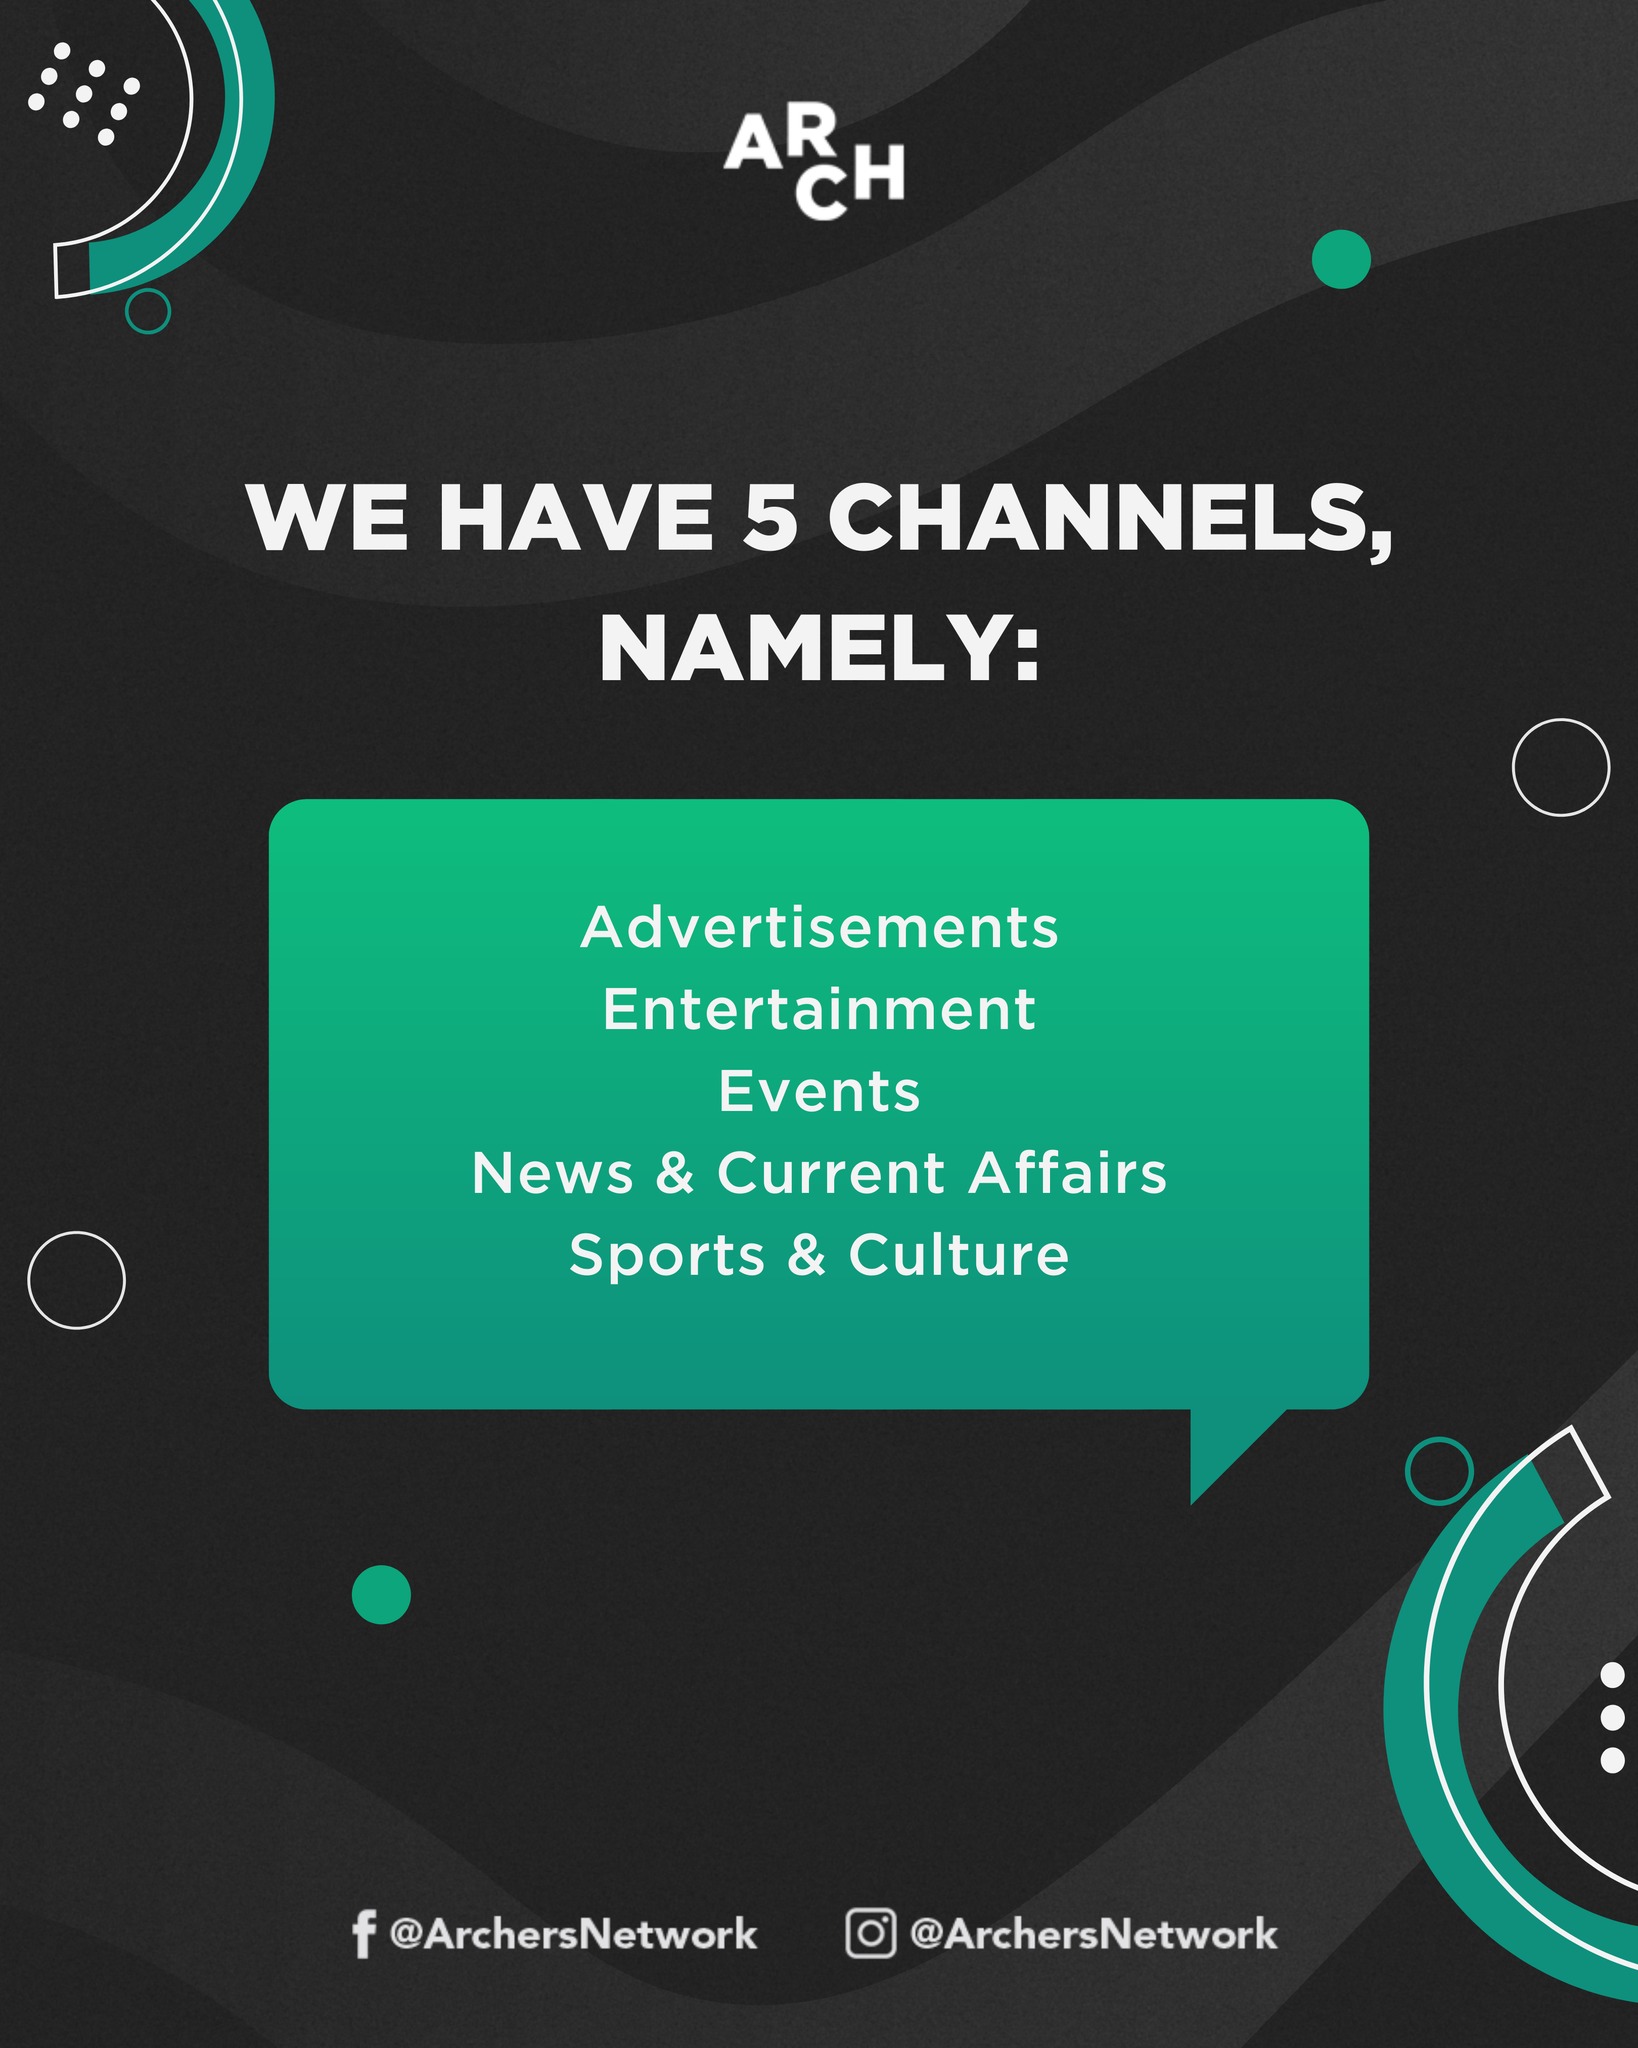 ARCH
WE HAVE 5 CHANNELS,
NAMELY:
Advertisements
Entertainment
Events
News & Current Affairs
Sports & Culture
@ArchersNetwork
@ArchersNetwork